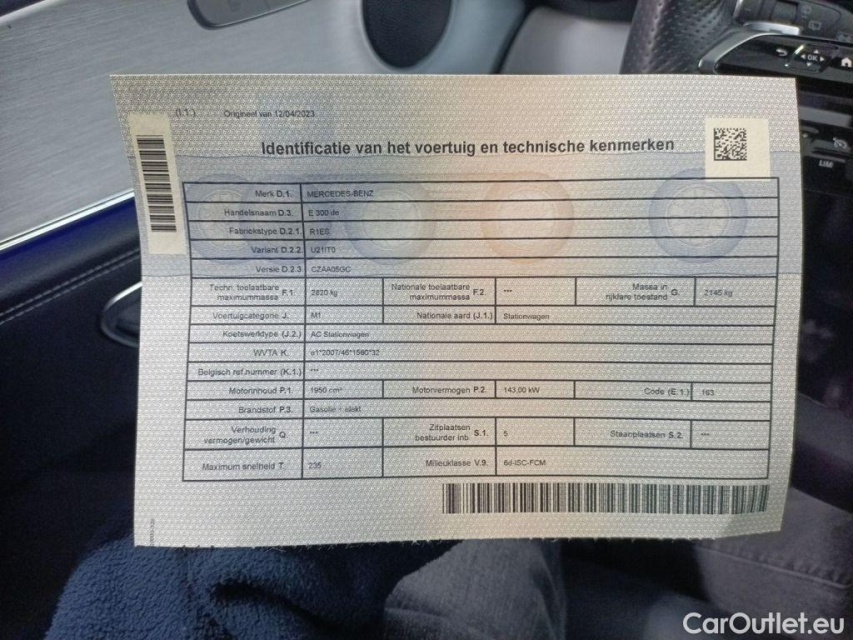 (I.1.) Origineel van 12/04/2023
Identificatie van het voertuig en technische kenmerken
Merk D.1. MERCEDES-BENZ
Handelsnaam D.3. E 300 de
Fabriekstype D.2.1. R1ES
Variant D.2.2. U21IT0
Versie D.2.3. CZAA05GC
Techn. toelaatbare maximummassa F.1. 2820 kg Nationale toelaatbare maximummassa F.2. --- Massa in rijklare toestand G. 2145 kg
Voertuigcategorie J. M1 Nationale aard (J.1.) Stationwagen
Koetswerktype (J.2.) AC Stationwagen
WVTA K. e1*2007/46*1560*32
Belgisch ref.nummer (K.1.) ---
Motorinhoud P.1. 1950 cm³ Motorvermogen P.2. 143,00 kW Code (E.1.) 163
Brandstof P.3. Gasolie + elekt
Verhouding vermogen/gewicht Q --- Zitplaatsen bestuurder inb. S.1. 5 Staanplaatsen S.2. ---
Maximum snelheid T. 235 Milieuklasse V.9. 6d-ISC-FCM
OK
LIM
CarOutlet.eu